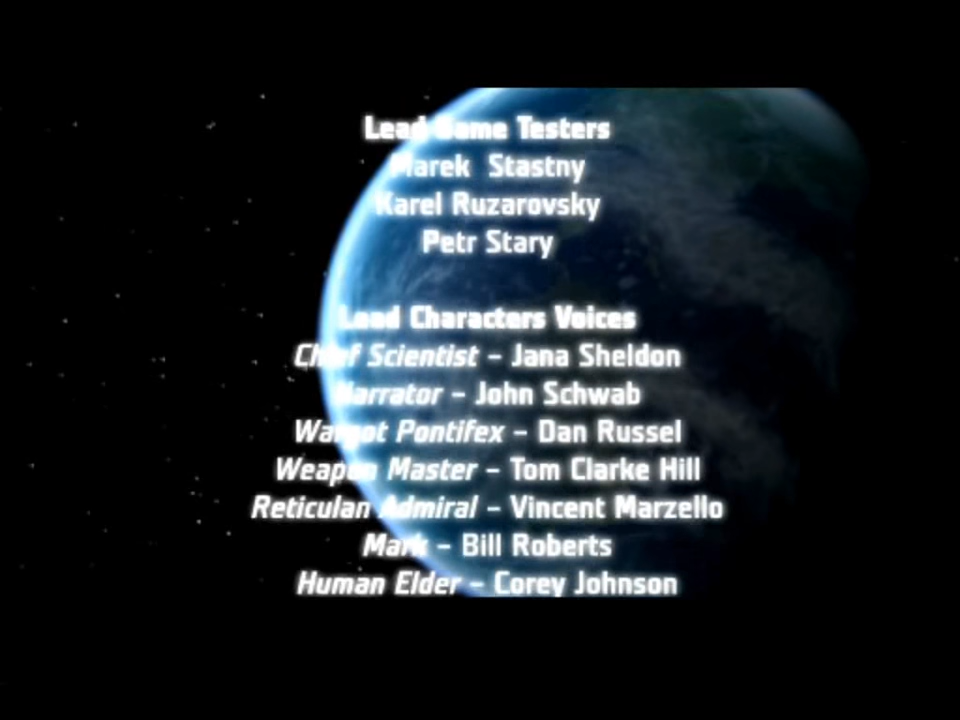 Lead Game Testers
Marek Stastny
Karel Ruzarovsky
Petr Stary
Lead Characters Voices
Chief Scientist – Jana Sheldon
Narrator – John Schwab
Wargot Pontifex – Dan Russel
Weapon Master – Tom Clarke Hill
Reticulan Admiral – Vincent Marzello
Mark – Bill Roberts
Human Elder – Corey Johnson